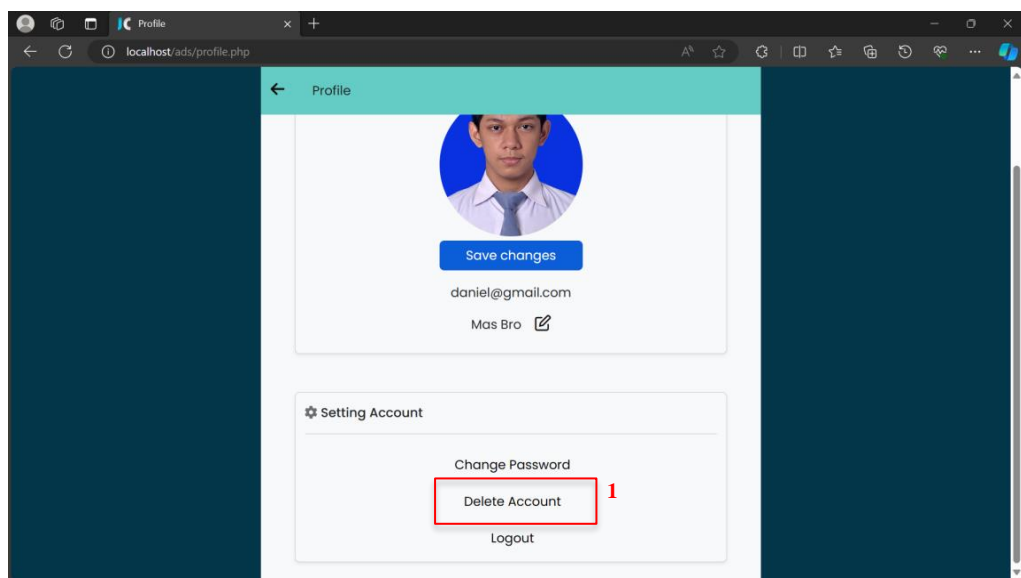 Profile
localhost/ads/profile.php
Profile
Save changes
daniel@gmail.com
Mas Bro
Setting Account
Change Password
Delete Account
1
Logout